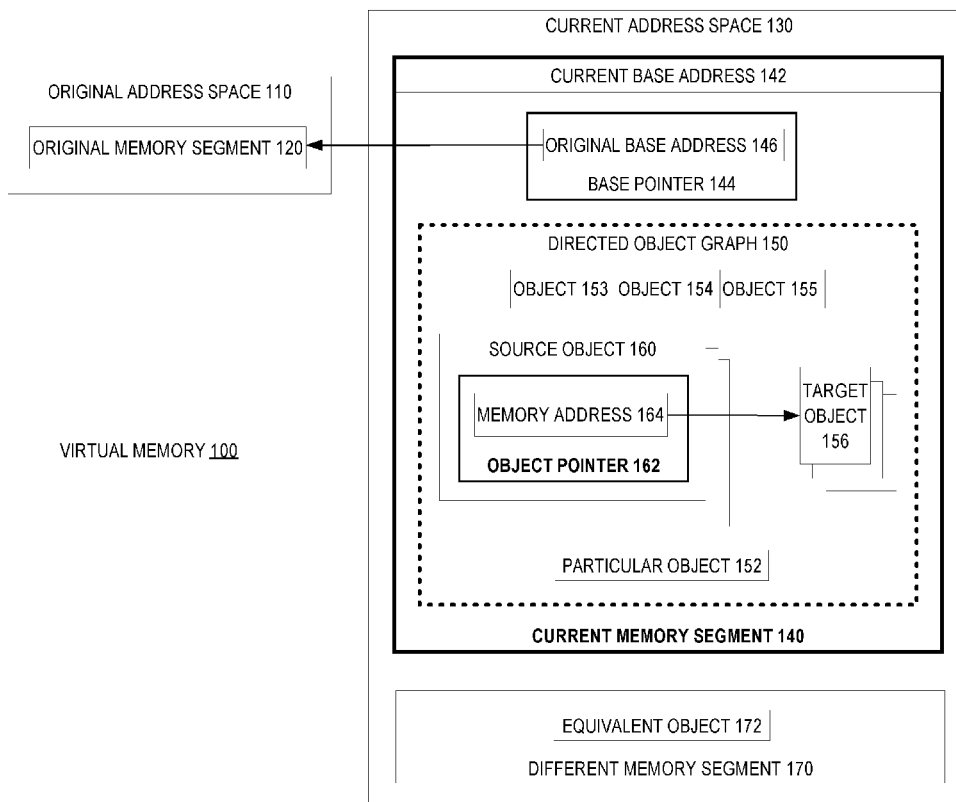 CURRENT ADDRESS SPACE 130
CURRENT BASE ADDRESS 142
ORIGINAL ADDRESS SPACE 110
ORIGINAL MEMORY SEGMENT 120
ORIGINAL BASE ADDRESS 146
BASE POINTER 144
DIRECTED OBJECT GRAPH 150
OBJECT 153 OBJECT 154 OBJECT 155
SOURCE OBJECT 160
MEMORY ADDRESS 164
OBJECT POINTER 162
TARGET
OBJECT
156
VIRTUAL MEMORY 100
PARTICULAR OBJECT 152
CURRENT MEMORY SEGMENT 140
EQUIVALENT OBJECT 172
DIFFERENT MEMORY SEGMENT 170